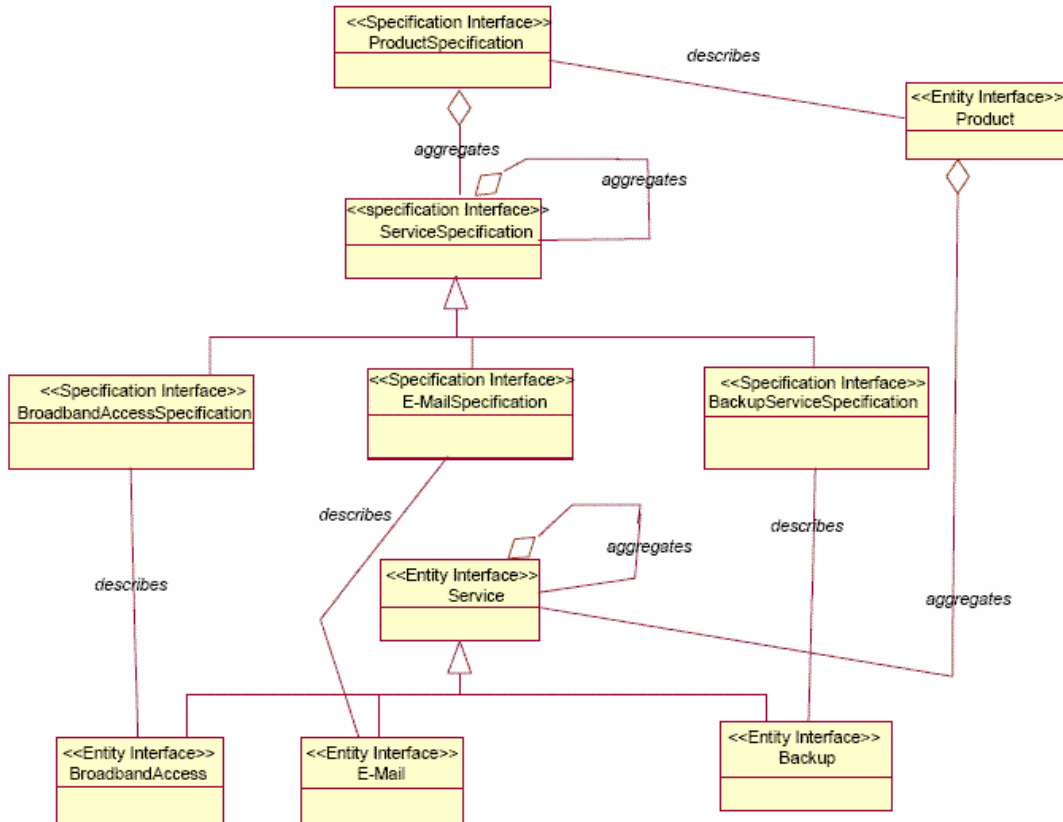 <<Specification Interface>>
ProductSpecification
describes
<<Entity Interface>>
Product
aggregates
aggregates
<<specification Interface>>
ServiceSpecification
<<Specification Interface>>
BroadbandAccessSpecification
<<Specification Interface>>
E-MailSpecification
<<Specification Interface>>
BackupServiceSpecification
describes
describes
aggregates
describes
<<Entity Interface>>
Service
aggregates
<<Entity Interface>>
BroadbandAccess
<<Entity Interface>>
E-Mail
<<Entity Interface>>
Backup